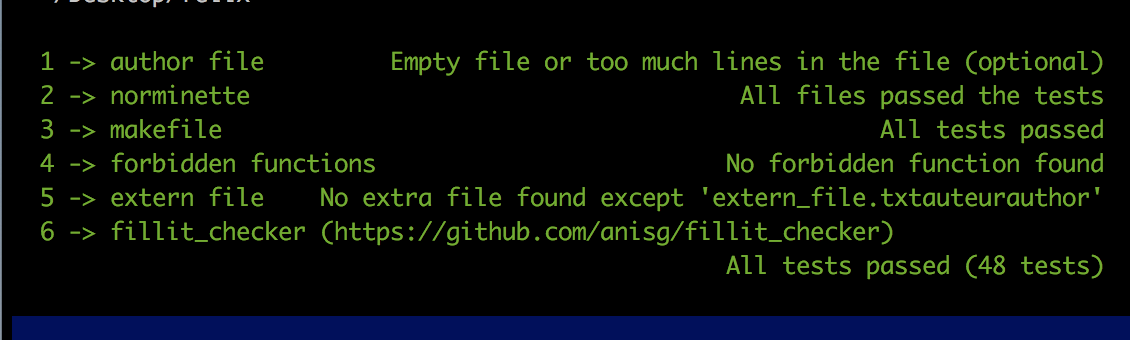 1 -> author file Empty file or too much lines in the file (optional)
2 -> norminette All files passed the tests
3 -> makefile All tests passed
4 -> forbidden functions No forbidden function found
5 -> extern file No extra file found except 'extern_file.txtauteurauthor'
6 -> fillit_checker (https://github.com/anisg/fillit_checker)
All tests passed (48 tests)